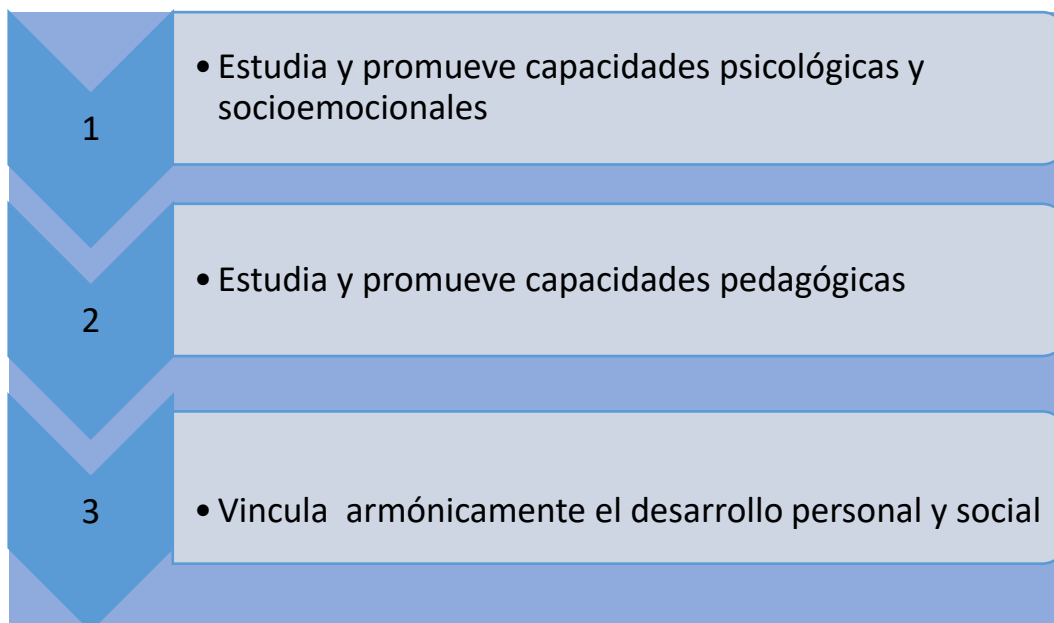 1
• Estudia y promueve capacidades psicológicas y
socioemocionales
2
• Estudia y promueve capacidades pedagógicas
3
• Vincula armónicamente el desarrollo personal y social